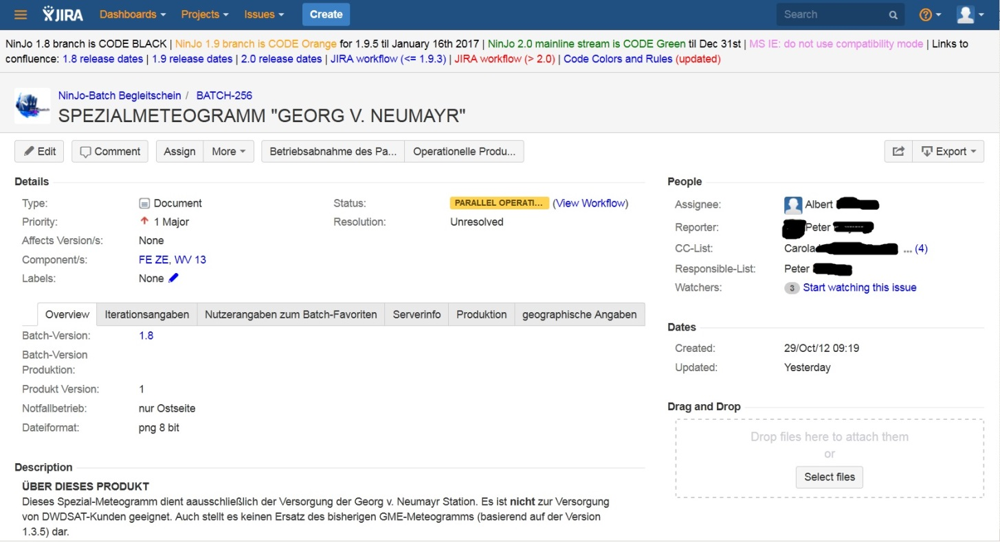 JIRA Dashboards Projects Issues Create Search
NinJo 1.8 branch is CODE BLACK | NinJo 1.9 branch is CODE Orange for 1.9.5 til January 16th 2017 | NinJo 2.0 mainline stream is CODE Green til Dec 31st | MS IE: do not use compatibility mode | Links to
confluence: 1.8 release dates | 1.9 release dates | 2.0 release dates | JIRA workflow (<= 1.9.3) | JIRA workflow (> 2.0) | Code Colors and Rules (updated)
NinJo-Batch Begleitschein / BATCH-256
SPEZIALMETEOGRAMM "GEORG V. NEUMAYR"
Edit Comment Assign More Betriebsabnahme des Pa... Operationelle Produ... Export
Details
Type: Document
Priority: 1 Major
Affects Version/s: None
Component/s: FE ZE, WV 13
Labels: None
Status: PARALLEL OPERATI... (View Workflow)
Resolution: Unresolved
Overview Iterationsangaben Nutzerangaben zum Batch-Favoriten Serverinfo Produktion geographische Angaben
Batch-Version: 1.8
Batch-Version
Produktion:
Produkt Version: 1
Notfallbetrieb: nur Ostseite
Dateiformat: png 8 bit
Description
ÜBER DIESES PRODUKT
Dieses Spezial-Meteogramm dient aausschließlich der Versorgung der Georg v. Neumayr Station. Es ist nicht zur Versorgung
von DWDSAT-Kunden geeignet. Auch stellt es keinen Ersatz des bisherigen GME-Meteogramms (basierend auf der Version
1.3.5) dar.
People
Assignee: Albert
Reporter: Peter
CC-List: Carola ... (4)
Responsible-List: Peter
Watchers: 3 Start watching this issue
Dates
Created: 29/Oct/12 09:19
Updated: Yesterday
Drag and Drop
Drop files here to attach them
or
Select files